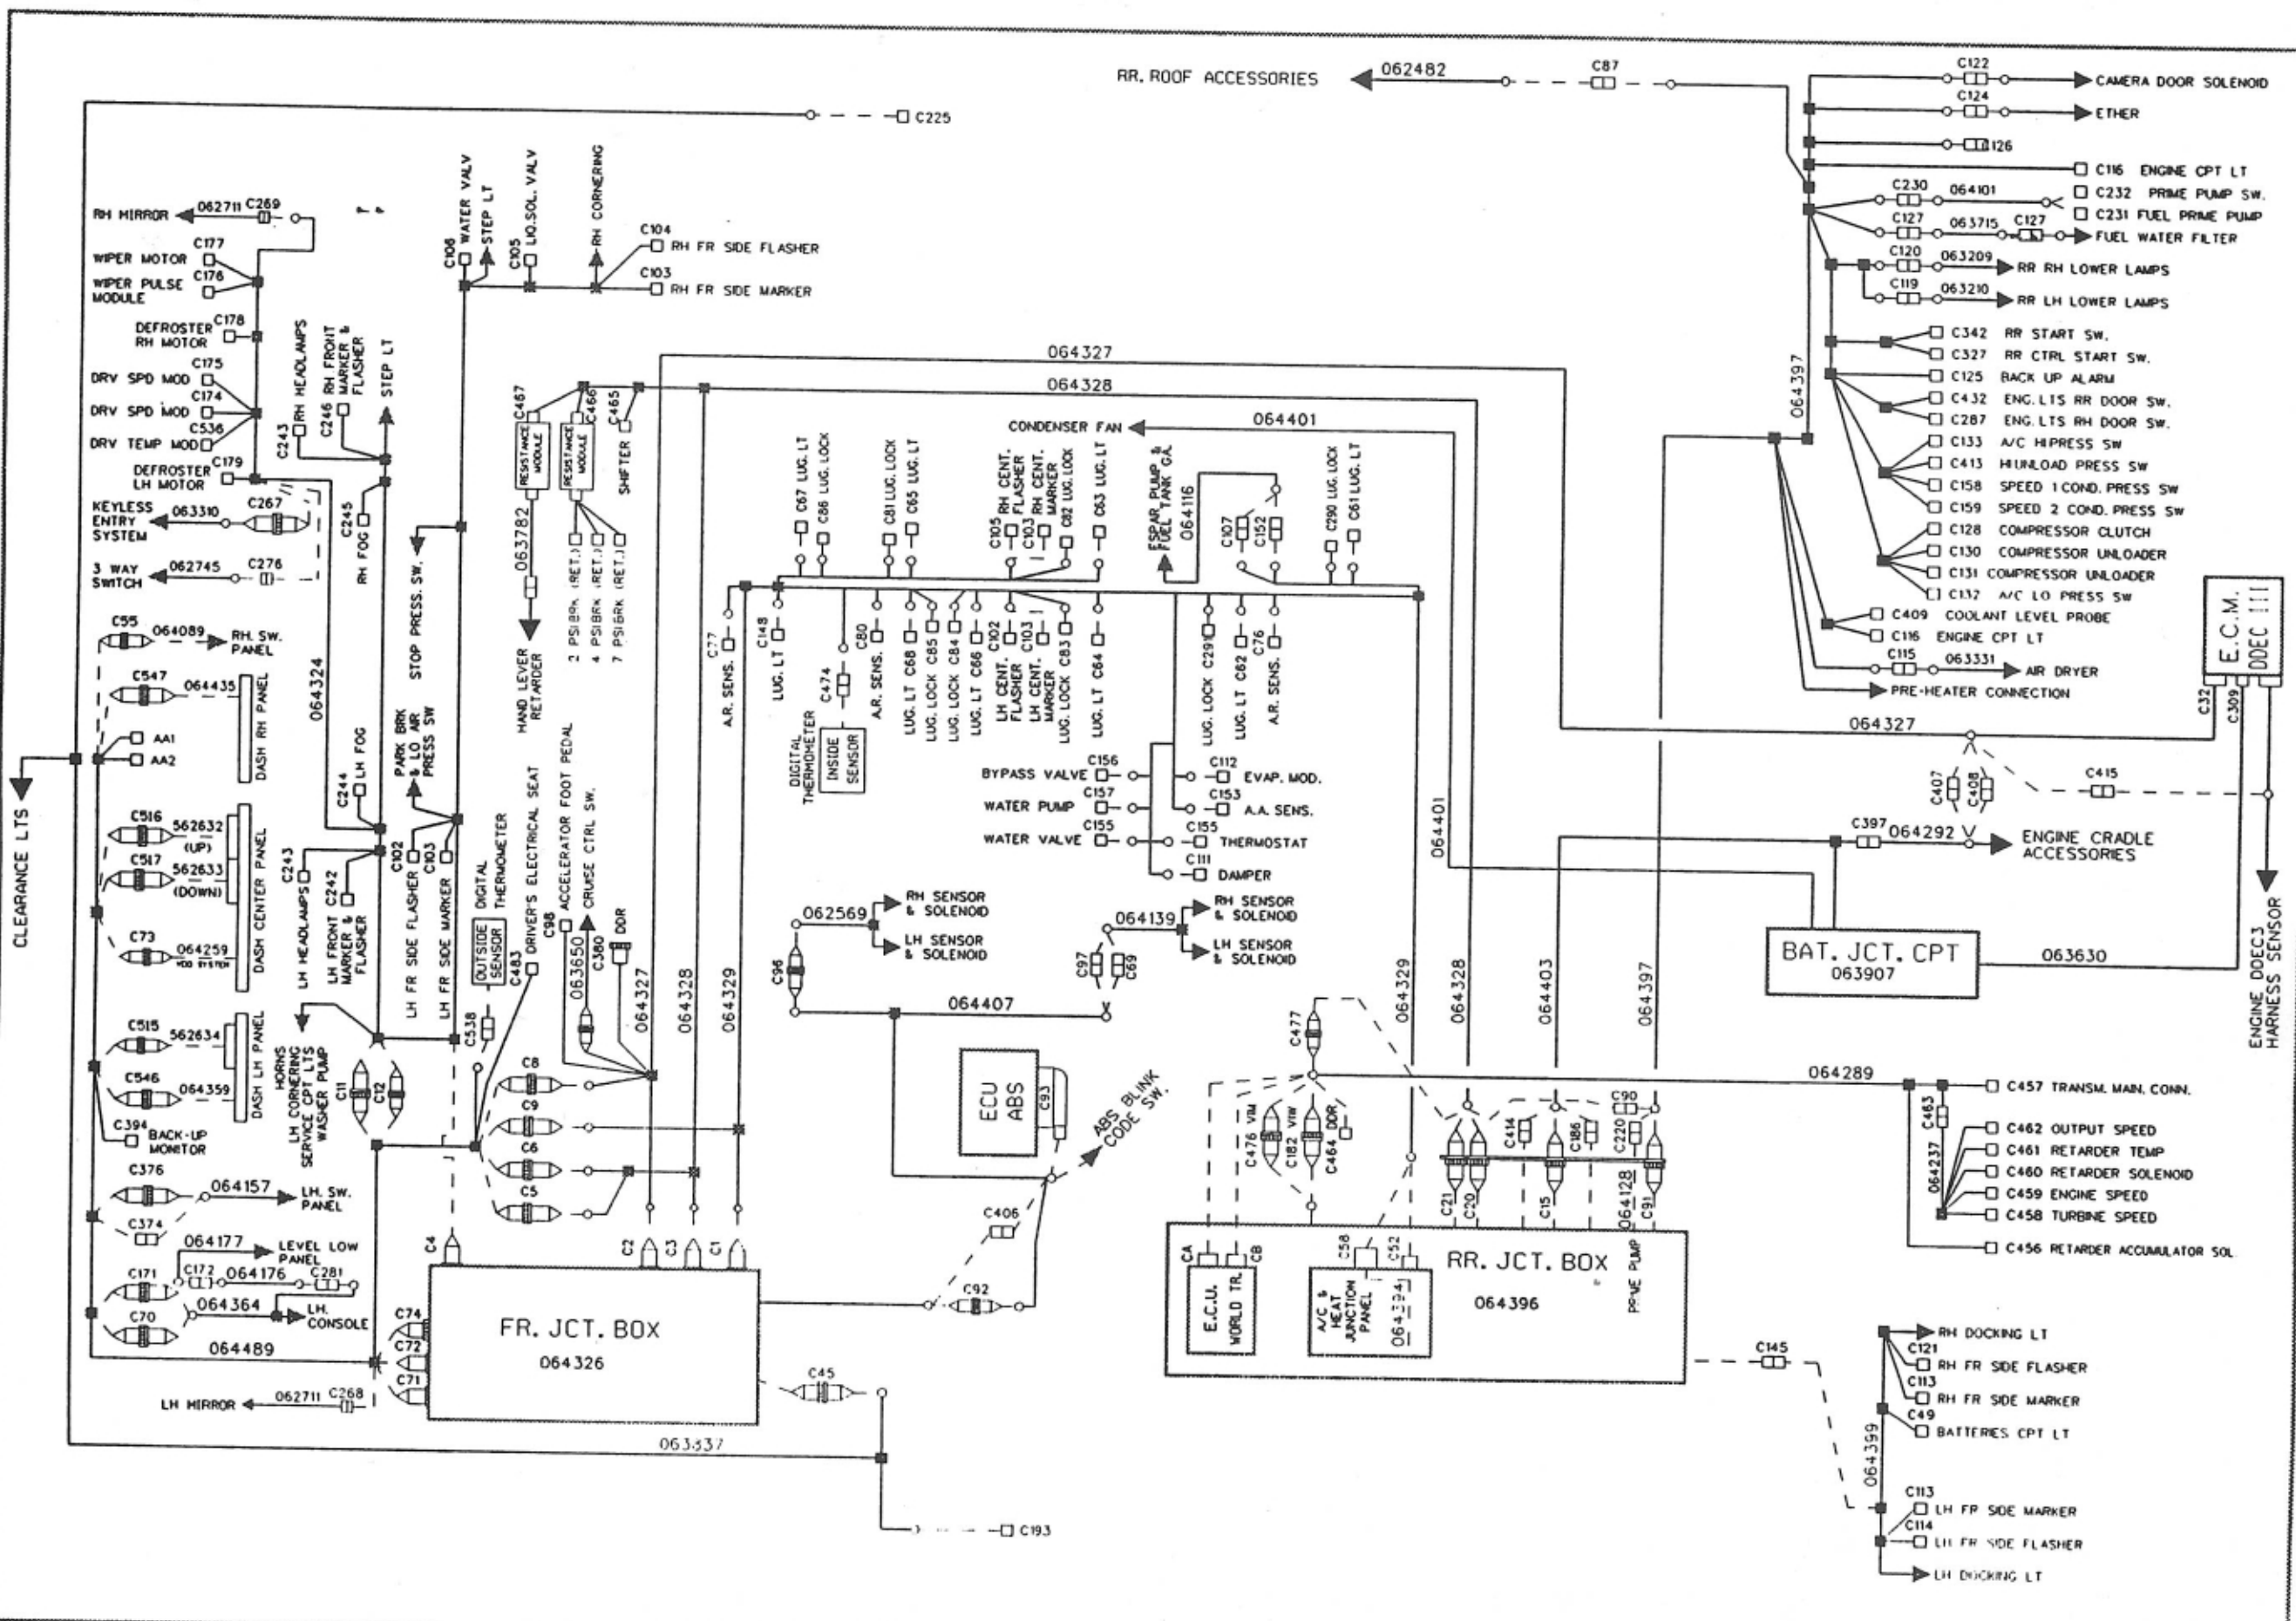 RR. ROOF ACCESSORIES
062482
C87
C122
CAMERA DOOR SOLENOID
C124
ETHER
C126
C116 ENGINE CPT LT
C230
064101
C232 PRIME PUMP SW.
C231 FUEL PRIME PUMP
C127
063715
C127
FUEL WATER FILTER
C120
063209
RR RH LOWER LAMPS
C119
063210
RR LH LOWER LAMPS
C342 RR START SW.
C327 RR CTRL START SW.
C125 BACK UP ALARM
C432 ENG. LTS RR DOOR SW.
C287 ENG. LTS RH DOOR SW.
C133 A/C HI PRESS SW
C413 HI UNLOAD PRESS SW
C158 SPEED 1 COND. PRESS SW
C159 SPEED 2 COND. PRESS SW
C128 COMPRESSOR CLUTCH
C130 COMPRESSOR UNLOADER
C131 COMPRESSOR UNLOADER
C132 A/C LO PRESS SW
C409 COOLANT LEVEL PROBE
C116 ENGINE CPT LT
C115
063331
AIR DRYER
PRE-HEATER CONNECTION
064397
C225
RH MIRROR
062711
C269
C177
WIPER MOTOR
C176
WIPER PULSE
MODULE
DEFROSTER
RH MOTOR
C178
C175
DRV SPD MOD
C174
DRV SPD MOD
C536
DRV TEMP MOD
DEFROSTER
LH MOTOR
C179
KEYLESS
ENTRY
SYSTEM
063310
C267
3 WAY
SWITCH
062745
C276
C243
RH HEADLAMPS
C246 RH FRONT
MARKER &
FLASHER
STEP LT
C245
RH FOG
C106
WATER VALV
STEP LT
C105
LIQ.SOL. VALV
RH CORNERING
C104
RH FR SIDE FLASHER
C103
RH FR SIDE MARKER
064327
064328
C467
C466
C465
RESISTANCE
MODULE
RESISTANCE
MODULE
SHIFTER
063782
2 PSI BRK (RET.)
4 PSI BRK (RET.)
7 PSI BRK (RET.)
HAND LEVER
RETARDER
STOP PRESS. SW.
CONDENSER FAN
064401
C67 LUG. LT
C86 LUG. LOCK
C81 LUG. LOCK
C65 LUG. LT
C105
RH CENT.
FLASHER
C103
RH CENT.
MARKER
C82 LUG. LOCK
C63 LUG. LT
ESPAR PUMP &
FUEL TANK GA.
064116
C107
C152
C290 LUG. LOCK
C61 LUG. LT
A.R. SENS.
C77
LUG. LT
C148
DIGITAL
THERMOMETER
C474
INSIDE
SENSOR
A.R. SENS.
C80
LUG. LT C68
LUG. LOCK C85
LUG. LOCK C84
LUG. LT C66
LH CENT.
FLASHER
C102
LH CENT.
MARKER
C103
LUG. LOCK C83
LUG. LT C64
LUG. LOCK C291
LUG. LT C62
A.R. SENS.
C76
BYPASS VALVE
C156
C112
EVAP. MOD.
WATER PUMP
C157
C153
A.A. SENS.
WATER VALVE
C155
C155
THERMOSTAT
C111
DAMPER
C55
064089
RH. SW.
PANEL
C547
064435
DASH RH PANEL
AA1
AA2
CLEARANCE LTS
C516
562632
(UP)
C517
562633
(DOWN)
C73
064259
VDO SYSTEM
DASH CENTER PANEL
C515
562634
C546
064359
DASH LH PANEL
C394
BACK-UP
MONITOR
C376
064157
LH. SW.
PANEL
C374
064177
LEVEL LOW
PANEL
C171
C172
064176
C281
C70
064364
LH.
CONSOLE
064489
LH MIRROR
062711
C268
064324
C244
LH FOG
PARK BRK
& LO AIR
PRESS SW
C243
LH HEADLAMPS
C242
LH FRONT
MARKER &
FLASHER
C102
LH FR SIDE FLASHER
C103
LH FR SIDE MARKER
HORNS
LH CORNERING
SERVICE CPT LTS
WASHER PUMP
C11
C12
DIGITAL
THERMOMETER
OUTSIDE
SENSOR
C538
C483
DRIVER'S ELECTRICAL SEAT
C98
ACCELERATOR FOOT PEDAL
063650
CRUISE CTRL SW.
C380
DDR
064327
064328
064329
C8
C9
C6
C5
C4
C2
C3
C1
C74
C72
C71
FR. JCT. BOX
064326
063837
C45
C193
C96
062569
RH SENSOR
& SOLENOID
LH SENSOR
& SOLENOID
064407
C97
C69
064139
RH SENSOR
& SOLENOID
LH SENSOR
& SOLENOID
ECU
ABS
C93
ABS BLINK
CODE SW.
C406
C92
E.C.M.
DDEC III
C32
C309
064327
C407
C408
C415
C397
064292
ENGINE CRADLE
ACCESSORIES
064401
BAT. JCT. CPT
063907
063630
ENGINE DDEC3
HARNESS SENSOR
064329
064328
064403
064397
C477
064289
C476 VIM
C182 VIW
C464 DDR
C21
C20
C414
C15
C186
C90
C220
C91
064128
PRIME PUMP
CA
CB
E.C.U.
WORLD TR.
C58
C52
A/C &
HEAT
JUNCTION
PANEL
064394
RR. JCT. BOX
064396
C457 TRANSM. MAIN. CONN.
C463
064237
C462 OUTPUT SPEED
C461 RETARDER TEMP
C460 RETARDER SOLENOID
C459 ENGINE SPEED
C458 TURBINE SPEED
C456 RETARDER ACCUMULATOR SOL
C145
064399
RH DOCKING LT
C121
RH FR SIDE FLASHER
C113
RH FR SIDE MARKER
C49
BATTERIES CPT LT
C113
LH FR SIDE MARKER
C114
LH FR SIDE FLASHER
LH DOCKING LT